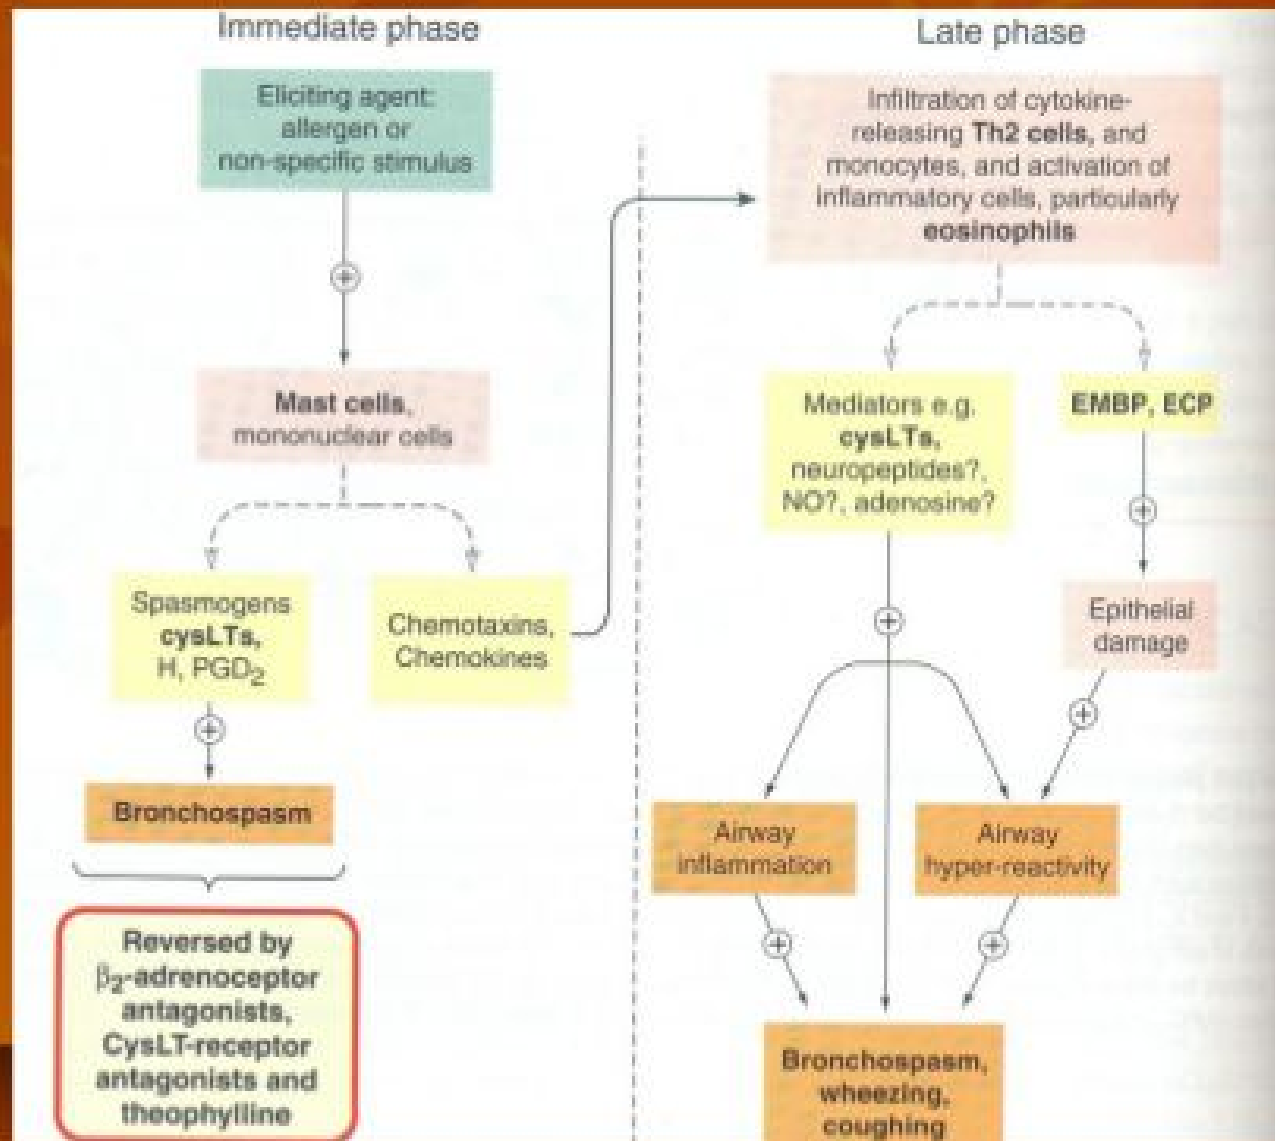 Immediate phase
Eliciting agent:
allergen or
non-specific stimulus
+
Mast cells,
mononuclear cells
Spasmogens
cysLTs,
H, PGD2
Chemotaxins,
Chemokines
+
Bronchospasm
Reversed by
β2-adrenoceptor
antagonists,
CysLT-receptor
antagonists and
theophylline
Late phase
Infiltration of cytokine-
releasing Th2 cells, and
monocytes, and activation of
inflammatory cells, particularly
eosinophils
Mediators e.g.
cysLTs,
neuropeptides?,
NO?, adenosine?
EMBP, ECP
+
+
Epithelial
damage
+
Airway
inflammation
Airway
hyper-reactivity
+
+
Bronchospasm,
wheezing,
coughing